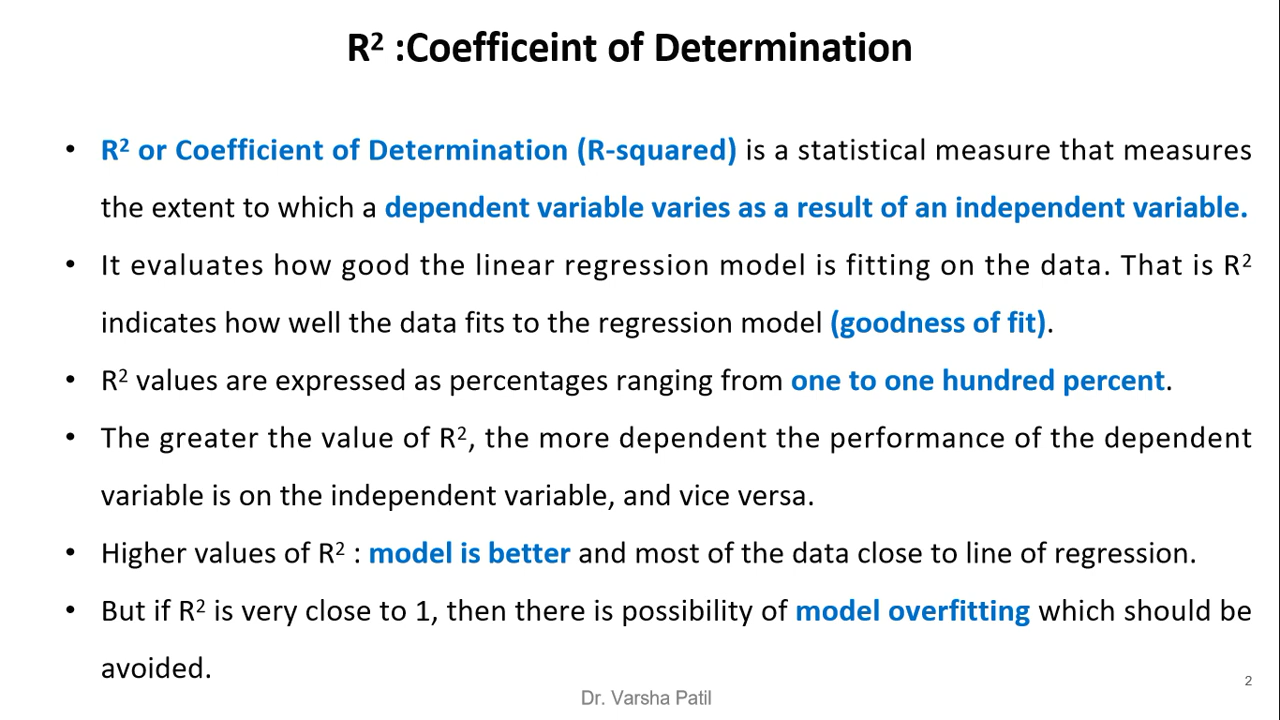 R² :Coefficeint of Determination
• R² or Coefficient of Determination (R-squared) is a statistical measure that measures
the extent to which a dependent variable varies as a result of an independent variable.
• It evaluates how good the linear regression model is fitting on the data. That is R²
indicates how well the data fits to the regression model (goodness of fit).
• R² values are expressed as percentages ranging from one to one hundred percent.
• The greater the value of R², the more dependent the performance of the dependent
variable is on the independent variable, and vice versa.
• Higher values of R² : model is better and most of the data close to line of regression.
• But if R² is very close to 1, then there is possibility of model overfitting which should be
avoided.
2
Dr. Varsha Patil